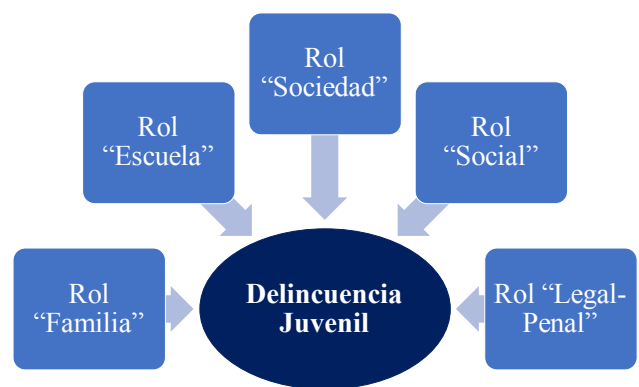 Rol
“Sociedad”
Rol
“Escuela”
Rol
“Social”
Rol
“Familia”
Delincuencia
Juvenil
Rol “Legal-
Penal”